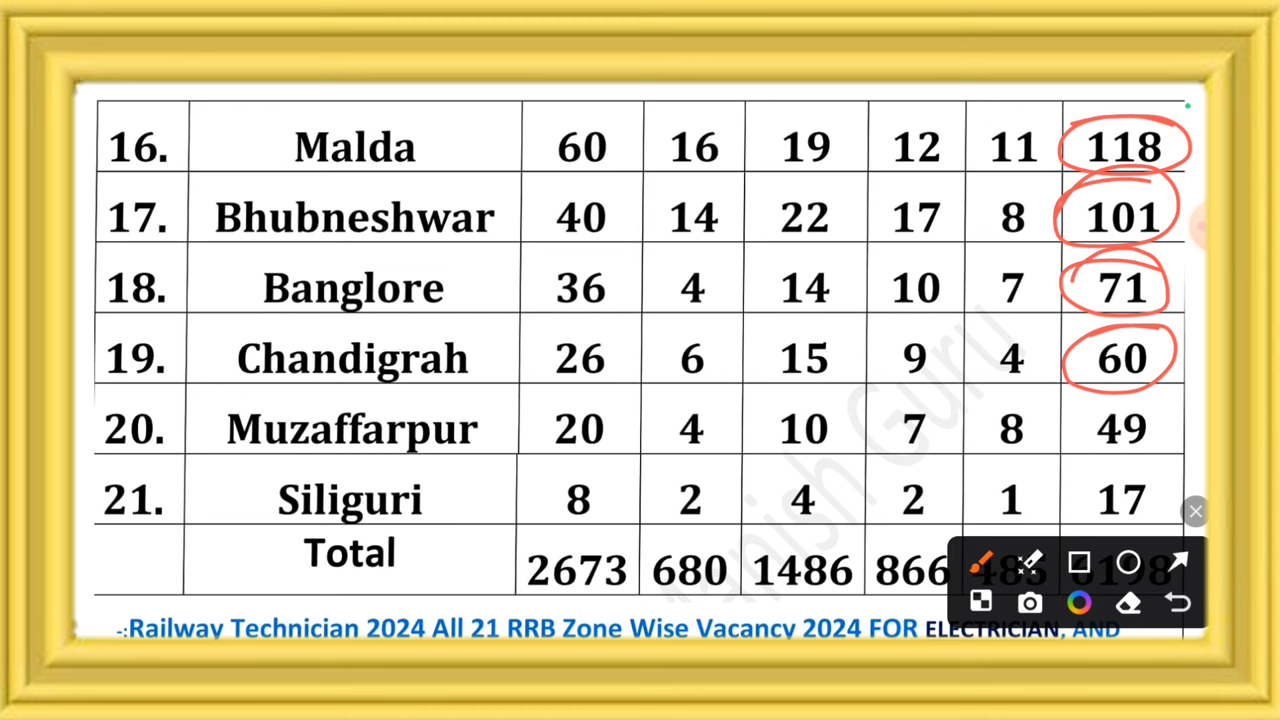 16. Malda 60 16 19 12 11 118
17. Bhubneshwar 40 14 22 17 8 101
18. Banglore 36 4 14 10 7 71
19. Chandigrah 26 6 15 9 4 60
20. Muzaffarpur 20 4 10 7 8 49
21. Siliguri 8 2 4 2 1 17
Total 2673 680 1486 866
-:Railway Technician 2024 All 21 RRB Zone Wise Vacancy 2024 FOR ELECTRICIAN, AND
anish Guru